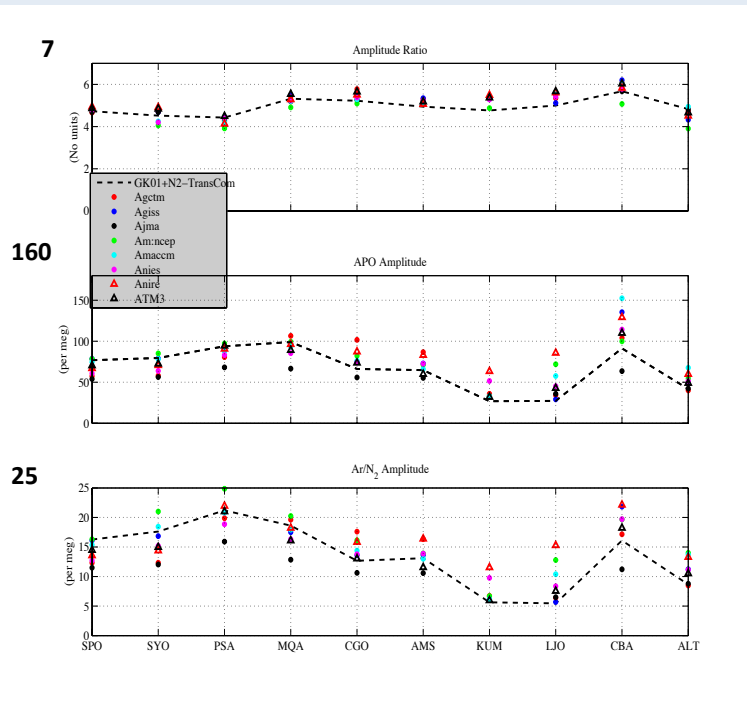 7
Amplitude Ratio
6
4
2
0
(No units)
GK01+N2−TransCom
Agctm
Agiss
Ajma
Am:ncep
Amaccm
Anies
Anire
ATM3
160
APO Amplitude
150
100
50
0
(per meg)
25
Ar/N2 Amplitude
25
20
15
10
5
0
(per meg)
SPO SYO PSA MQA CGO AMS KUM LJO CBA ALT